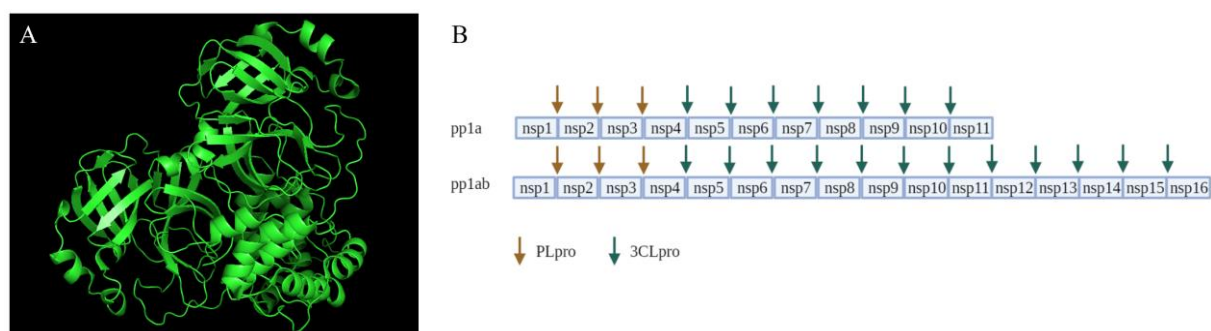 A
B
pp1a
nsp1 nsp2 nsp3 nsp4 nsp5 nsp6 nsp7 nsp8 nsp9 nsp10 nsp11
pp1ab
nsp1 nsp2 nsp3 nsp4 nsp5 nsp6 nsp7 nsp8 nsp9 nsp10 nsp11 nsp12 nsp13 nsp14 nsp15 nsp16
PLpro 3CLpro